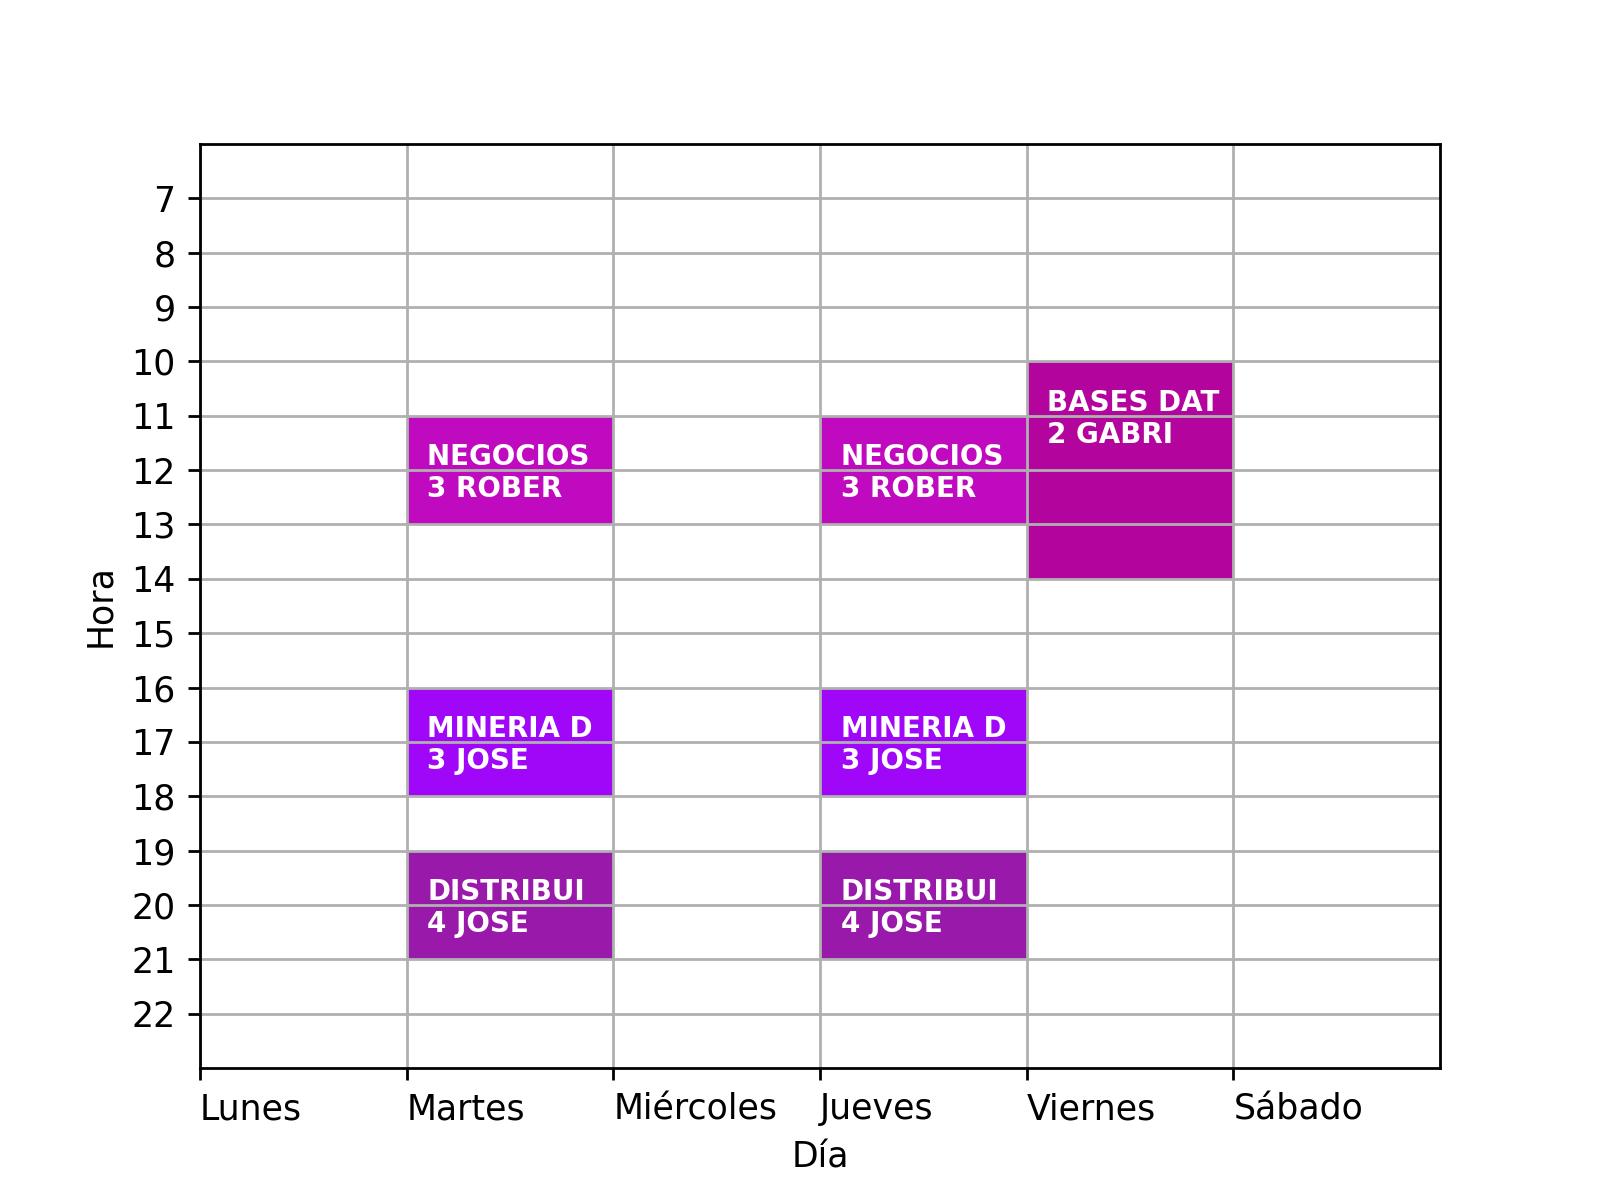 7
8
9
10
11
12
13
14
15
16
17
18
19
20
21
22
Hora
NEGOCIOS
3 ROBER
MINERIA D
3 JOSE
DISTRIBUI
4 JOSE
NEGOCIOS
3 ROBER
MINERIA D
3 JOSE
DISTRIBUI
4 JOSE
BASES DAT
2 GABRI
Lunes Martes Miércoles Jueves Viernes Sábado
Día